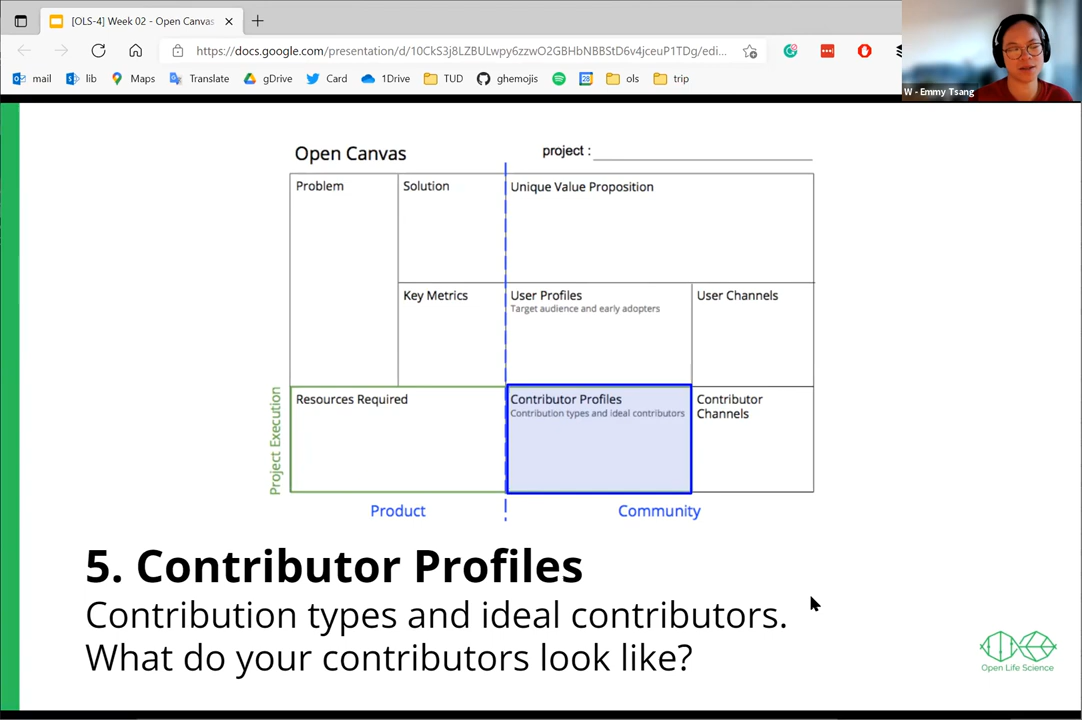 [OLS-4] Week 02 - Open Canvas
https://docs.google.com/presentation/d/10CkS3j8LZBULwpy6zzwO2GBHbNBBStD6v4jceuP1TDg/edi...
mail lib Maps Translate gDrive Card 1Drive TUD ghemojis 28 ols trip
W - Emmy Tsang
Open Canvas
project :
Problem
Solution
Unique Value Proposition
Key Metrics
User Profiles
Target audience and early adopters
User Channels
Project Execution
Resources Required
Contributor Profiles
Contribution types and ideal contributors
Contributor
Channels
Product
Community
5. Contributor Profiles
Contribution types and ideal contributors.
What do your contributors look like?
Open Life Science